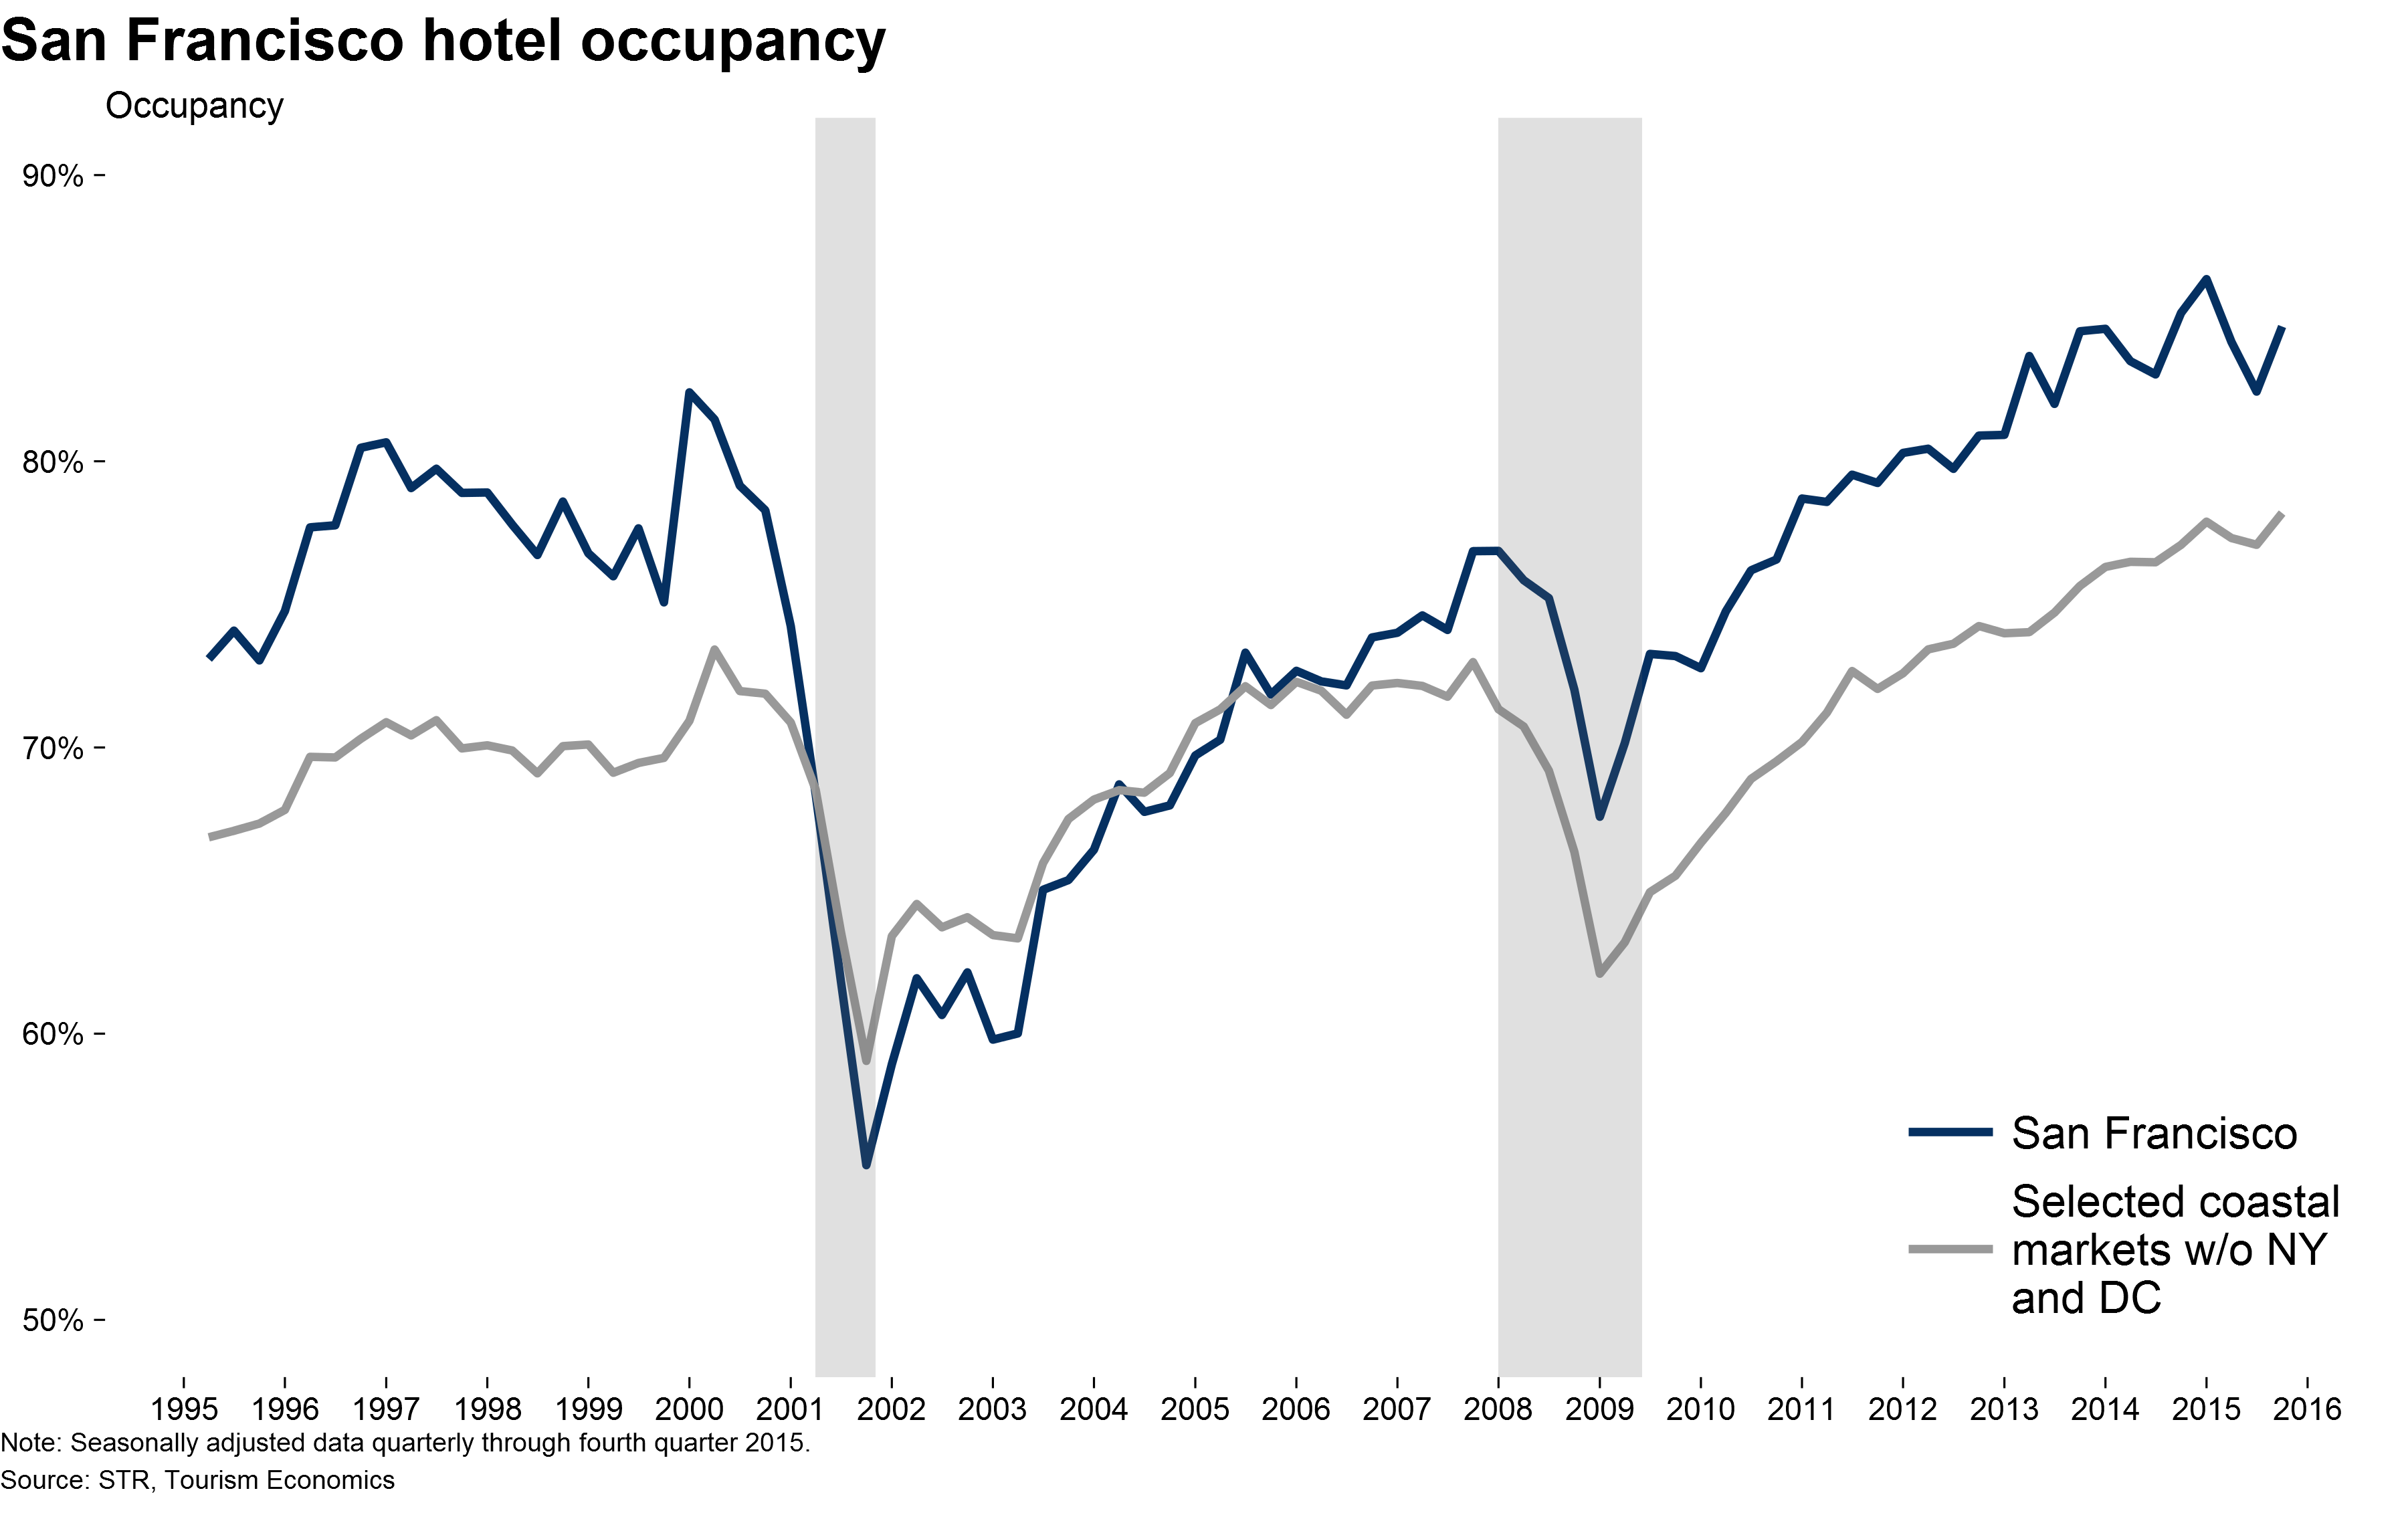 San Francisco hotel occupancy
Occupancy
90%
80%
70%
60%
50%
San Francisco
Selected coastal
markets w/o NY
and DC
1995 1996 1997 1998 1999 2000 2001 2002 2003 2004 2005 2006 2007 2008 2009 2010 2011 2012 2013 2014 2015 2016
Note: Seasonally adjusted data quarterly through fourth quarter 2015.
Source: STR, Tourism Economics